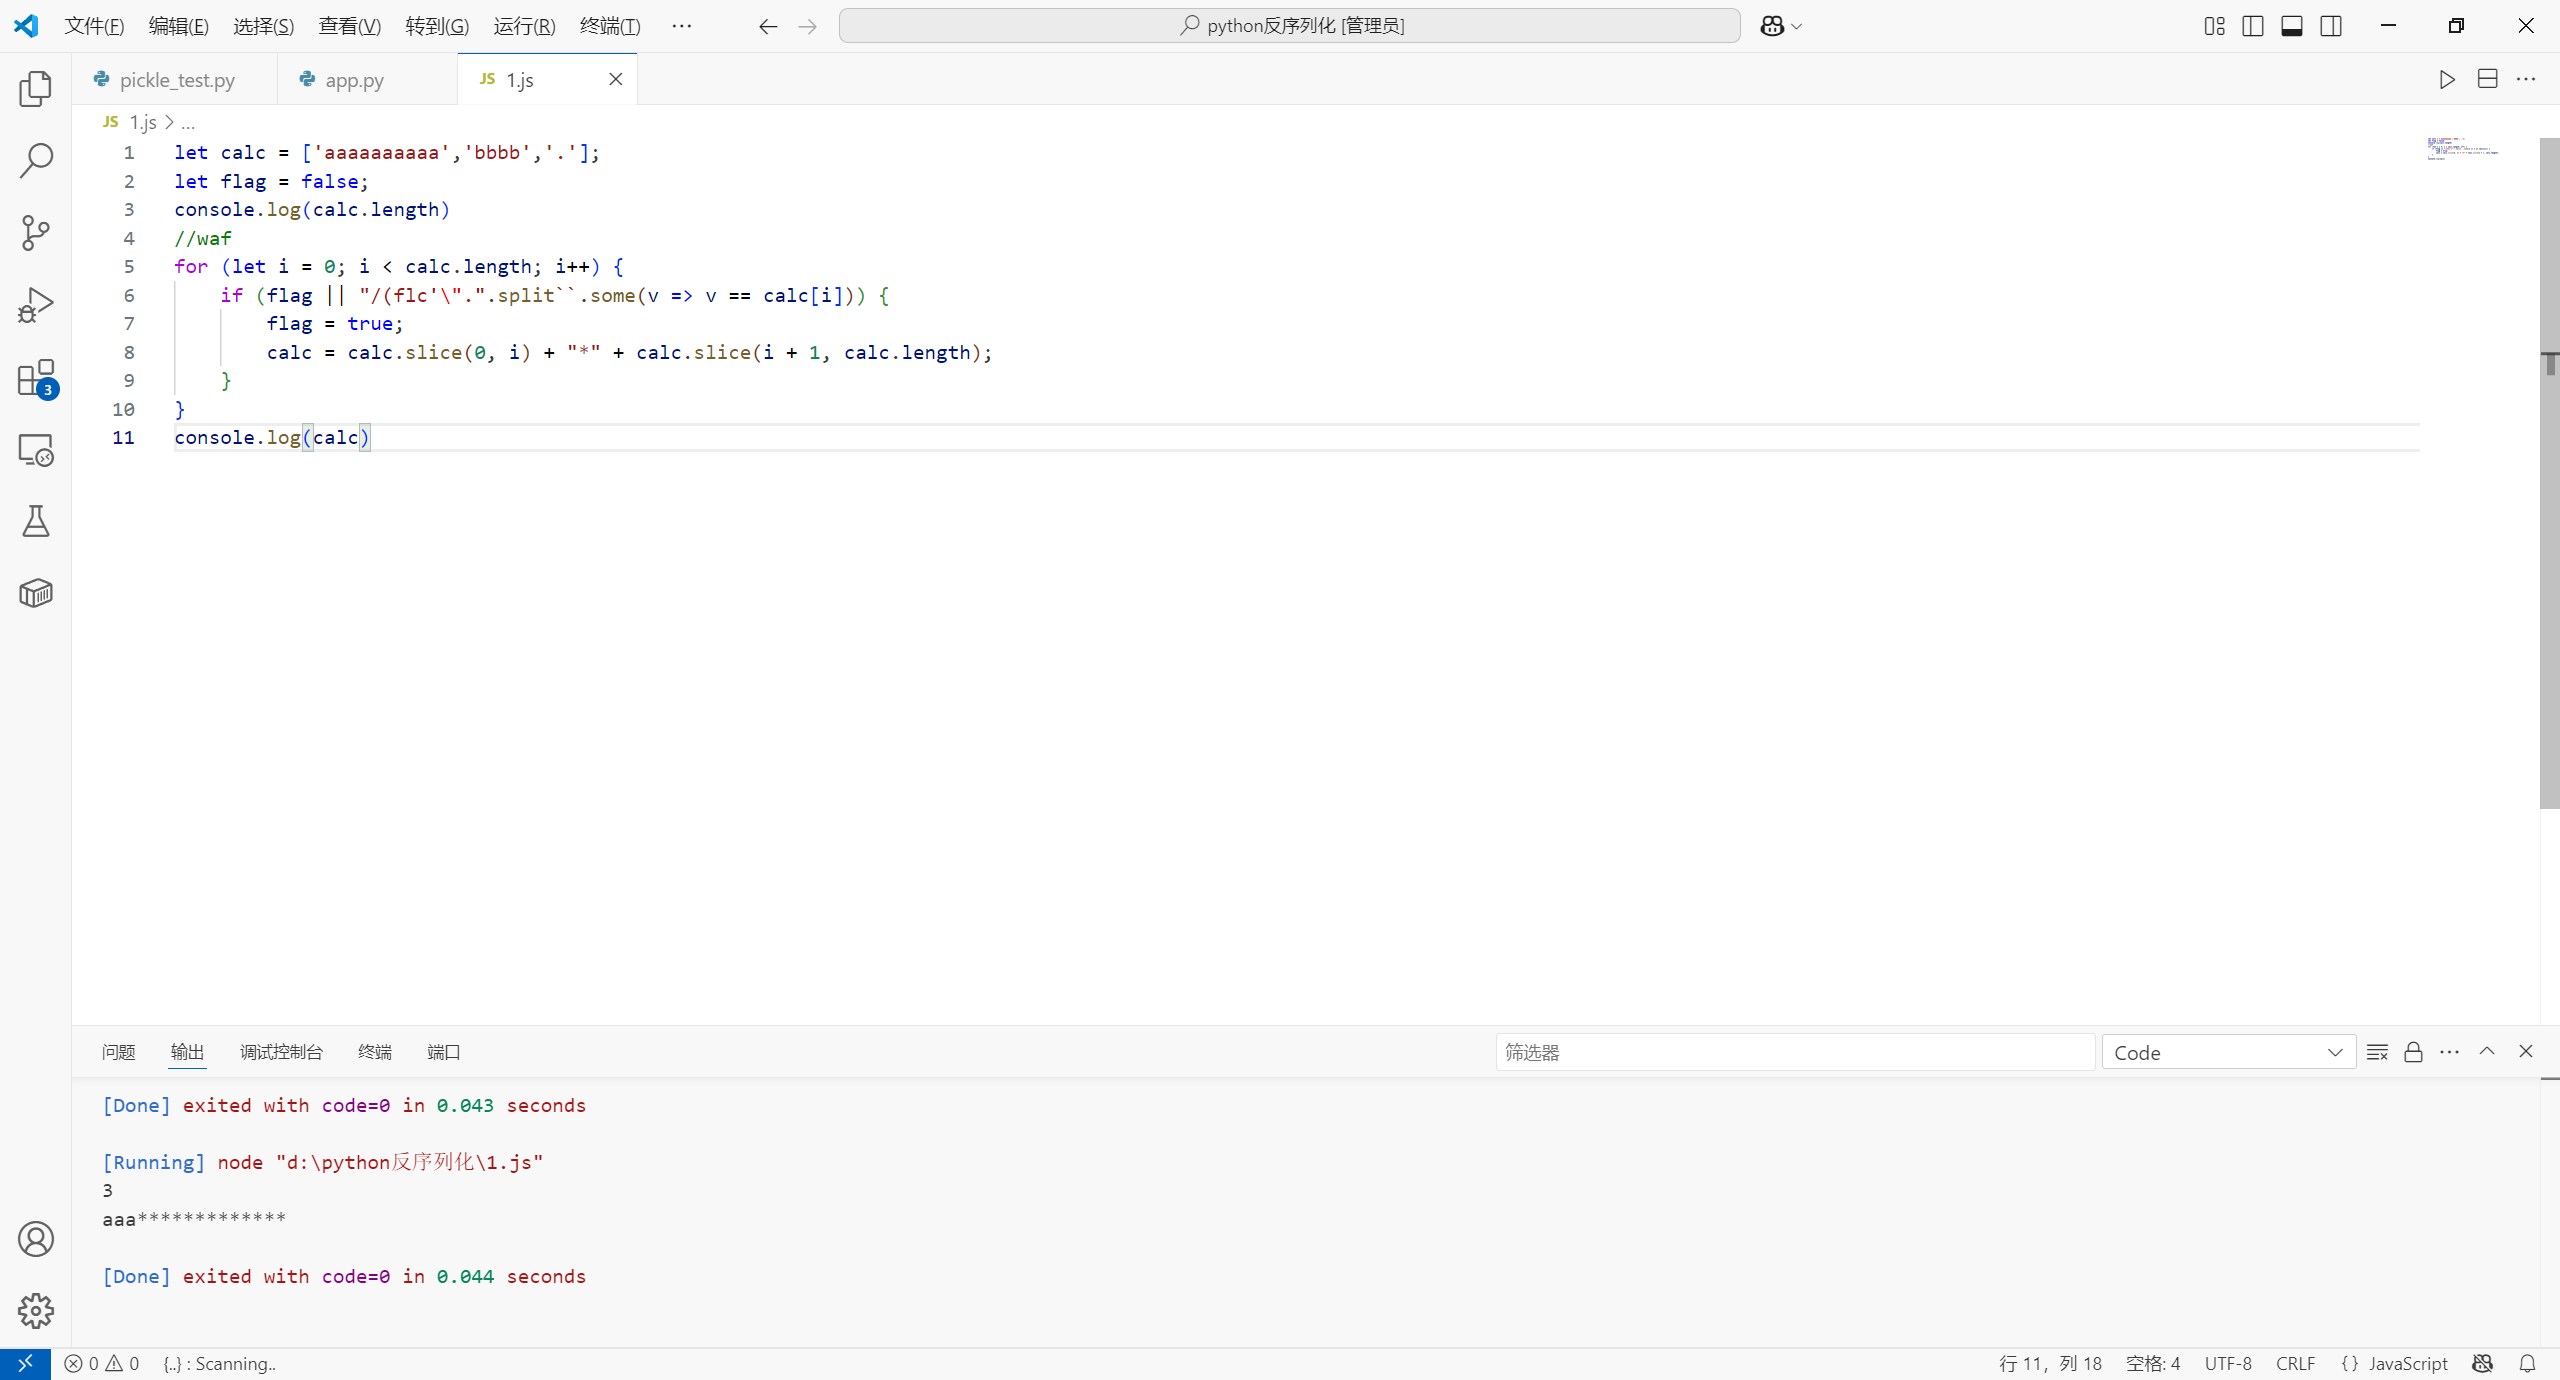 文件(F) 编辑(E) 选择(S) 查看(V) 转到(G) 运行(R) 终端(T) ··· python反序列化 [管理员]
pickle_test.py app.py JS 1.js
JS 1.js > ...
1 let calc = ['aaaaaaaaaa','bbbb','.'];
2 let flag = false;
3 console.log(calc.length)
4 //waf
5 for (let i = 0; i < calc.length; i++) {
6 if (flag || "/(flc'\".".split``.some(v => v == calc[i])) {
7 flag = true;
8 calc = calc.slice(0, i) + "*" + calc.slice(i + 1, calc.length);
9 }
10 }
11 console.log(calc)
3
问题 输出 调试控制台 终端 端口 筛选器 Code
[Done] exited with code=0 in 0.043 seconds
[Running] node "d:\python反序列化\1.js"
3
aaa*************
[Done] exited with code=0 in 0.044 seconds
0 0 {..} : Scanning.. 行 11，列 18 空格: 4 UTF-8 CRLF {} JavaScript